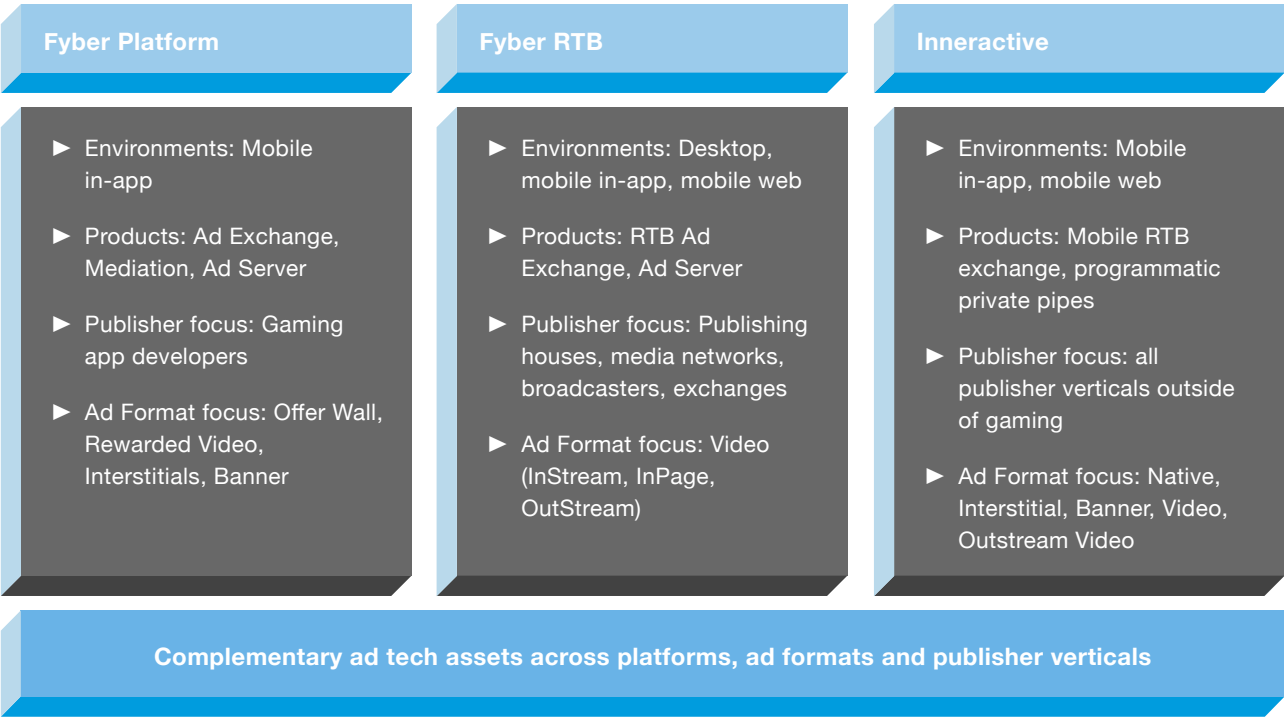 Fyber Platform
► Environments: Mobile
in-app
► Products: Ad Exchange,
Mediation, Ad Server
► Publisher focus: Gaming
app developers
► Ad Format focus: Offer Wall,
Rewarded Video,
Interstitials, Banner
Fyber RTB
► Environments: Desktop,
mobile in-app, mobile web
► Products: RTB Ad
Exchange, Ad Server
► Publisher focus: Publishing
houses, media networks,
broadcasters, exchanges
► Ad Format focus: Video
(InStream, InPage,
OutStream)
Inneractive
► Environments: Mobile
in-app, mobile web
► Products: Mobile RTB
exchange, programmatic
private pipes
► Publisher focus: all
publisher verticals outside
of gaming
► Ad Format focus: Native,
Interstitial, Banner, Video,
Outstream Video
Complementary ad tech assets across platforms, ad formats and publisher verticals